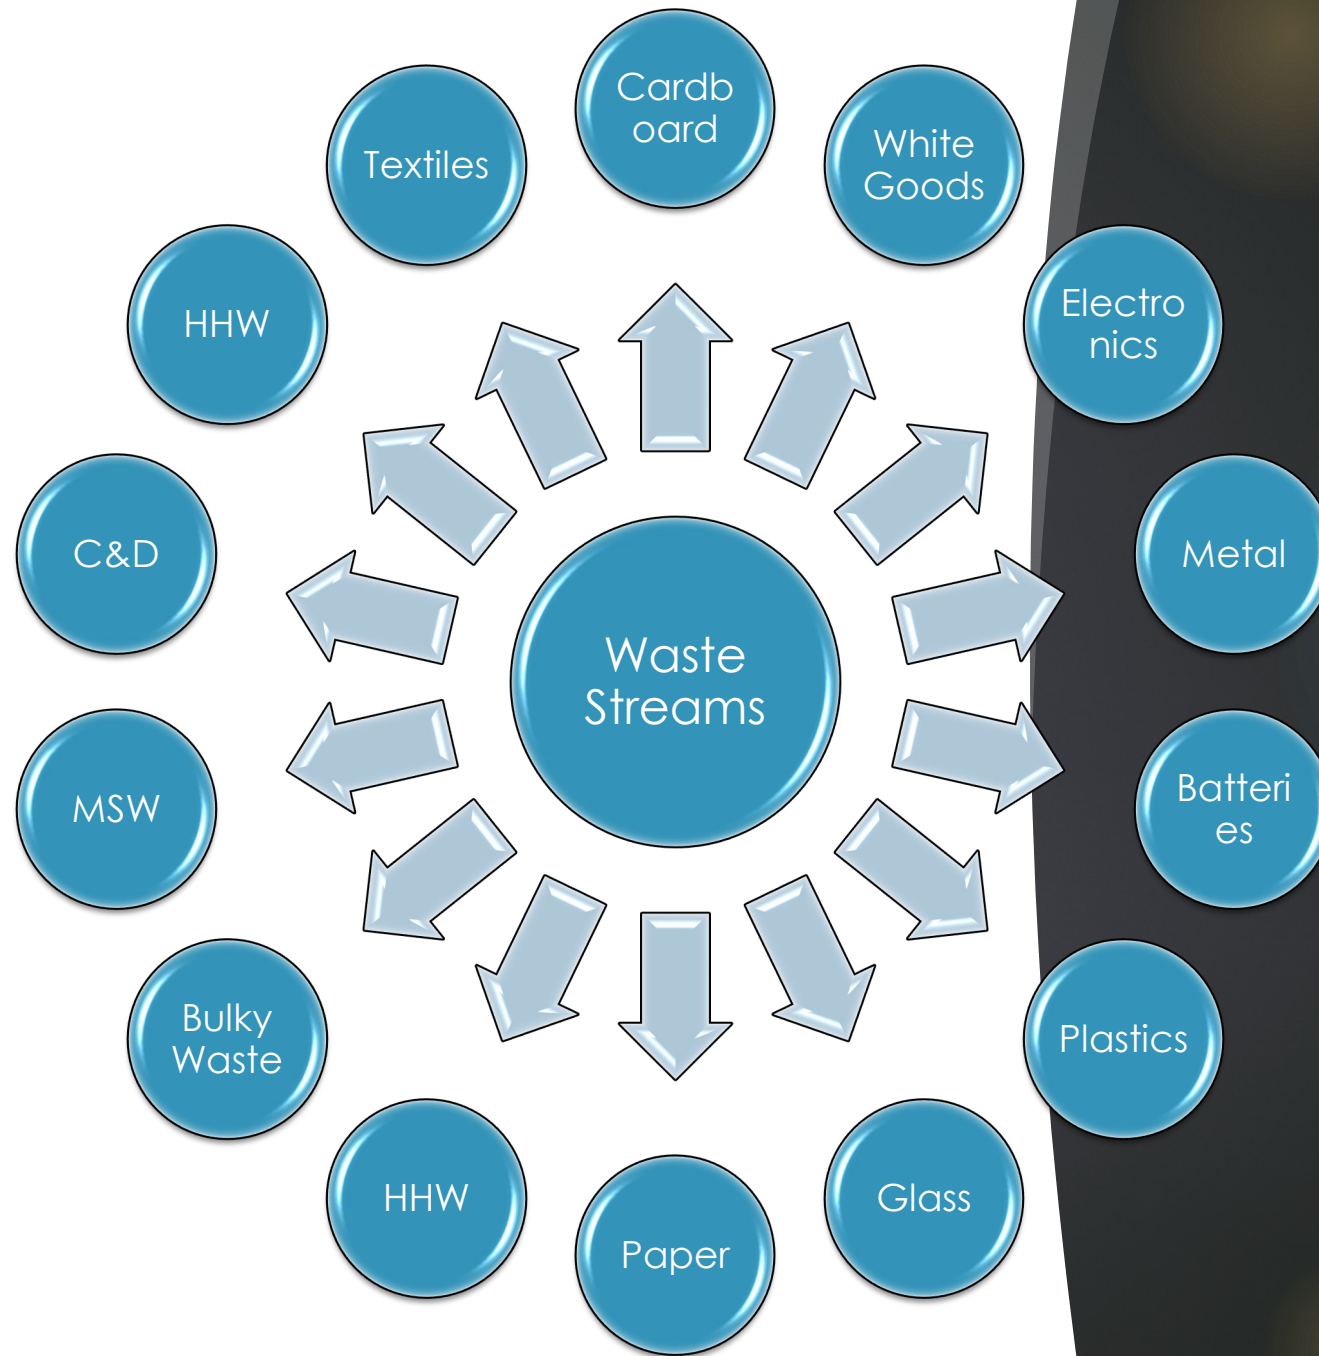 Cardb
oard
White
Goods
Electro
nics
Metal
Batteri
es
Plastics
Glass
Paper
HHW
Bulky
Waste
MSW
C&D
HHW
Textiles
Waste
Streams